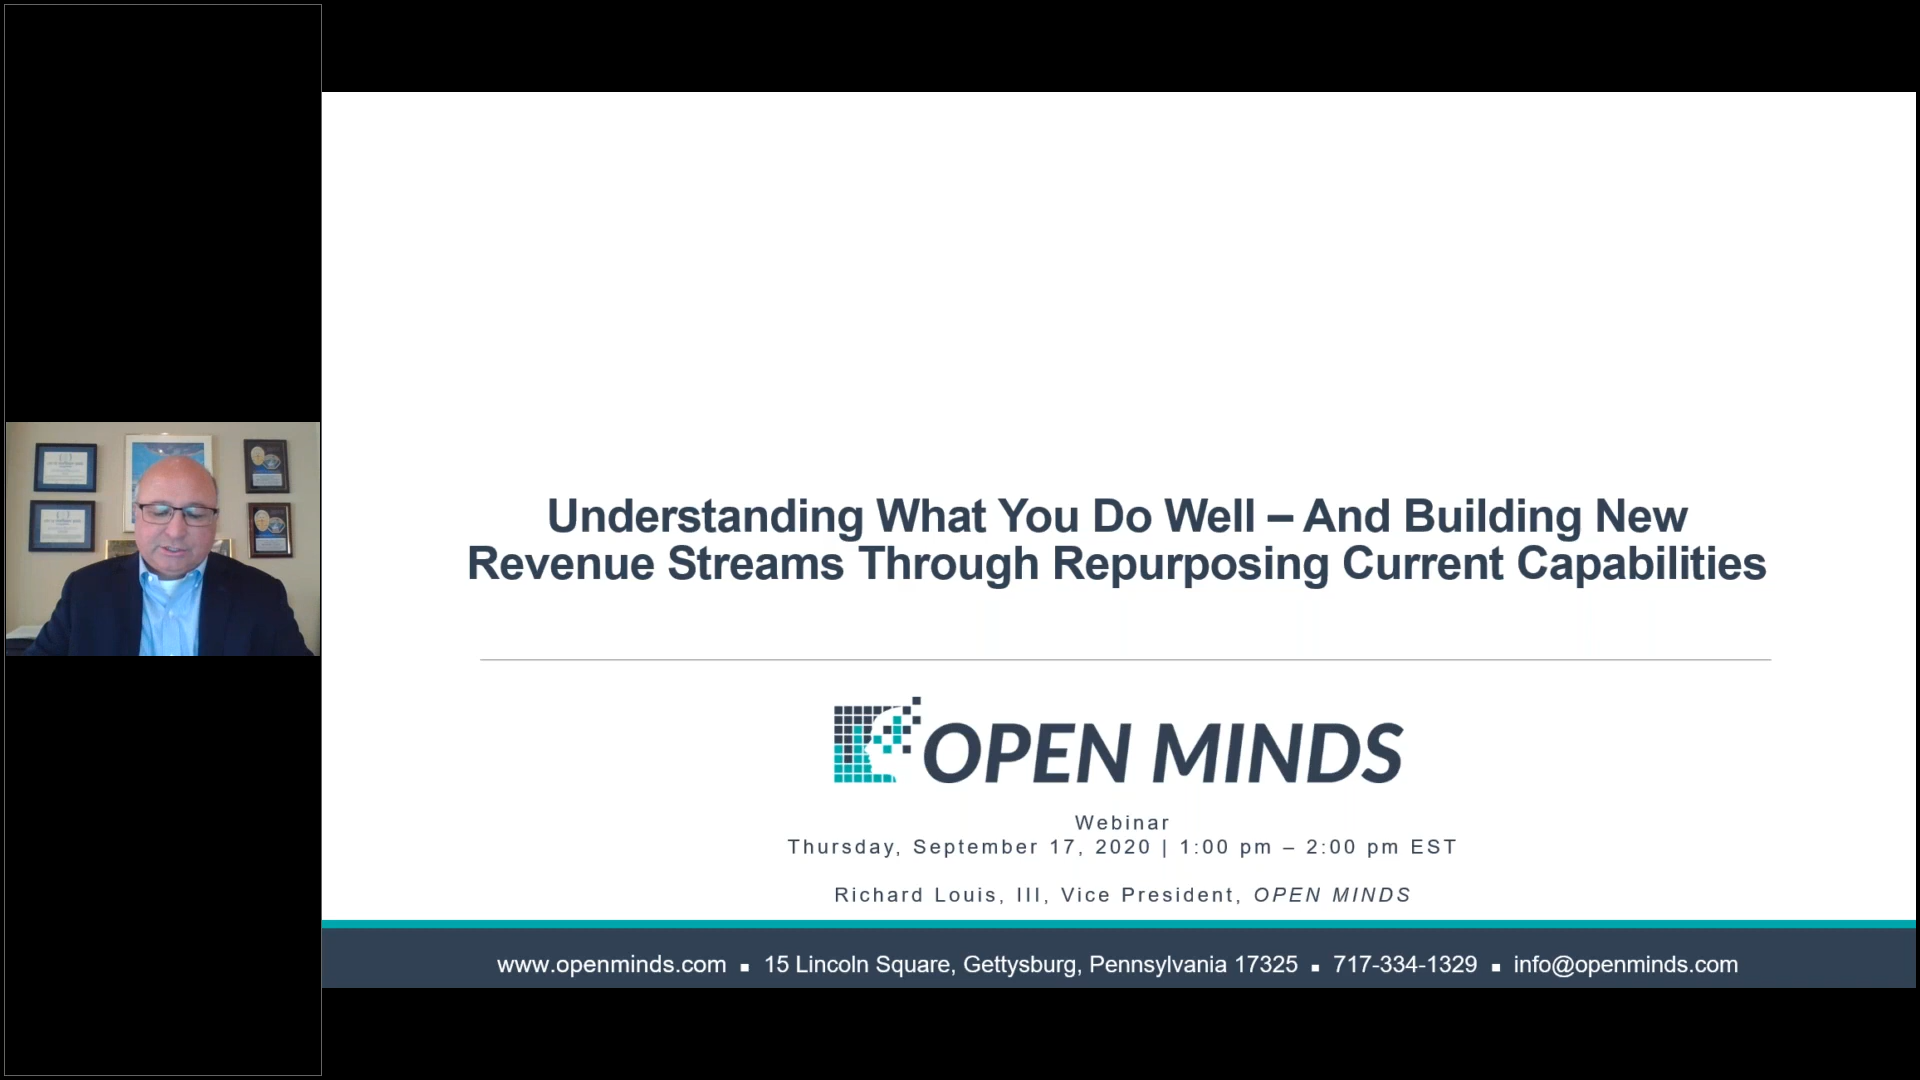 Understanding What You Do Well – And Building New
Revenue Streams Through Repurposing Current Capabilities
OPEN MINDS
Webinar
Thursday, September 17, 2020 | 1:00 pm – 2:00 pm EST
Richard Louis, III, Vice President, OPEN MINDS
www.openminds.com ▪ 15 Lincoln Square, Gettysburg, Pennsylvania 17325 ▪ 717-334-1329 ▪ info@openminds.com